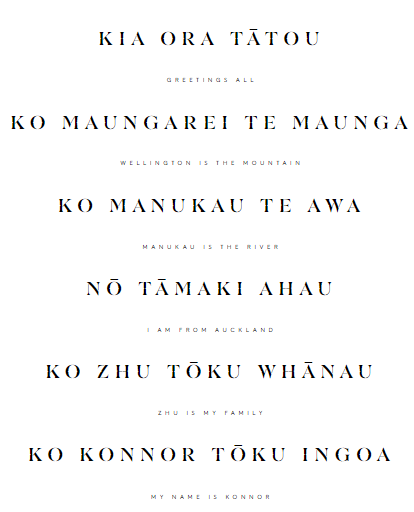 KIA ORA TĀTOU
GREETINGS ALL
KO MAUNGAREI TE MAUNGA
WELLINGTON IS THE MOUNTAIN
KO MANUKAU TE AWA
MANUKAU IS THE RIVER
NŌ TĀMAKI AHAU
I AM FROM AUCKLAND
KO ZHU TŌKU WHĀNAU
ZHU IS MY FAMILY
KO KONNOR TŌKU INGOA
MY NAME IS KONNOR